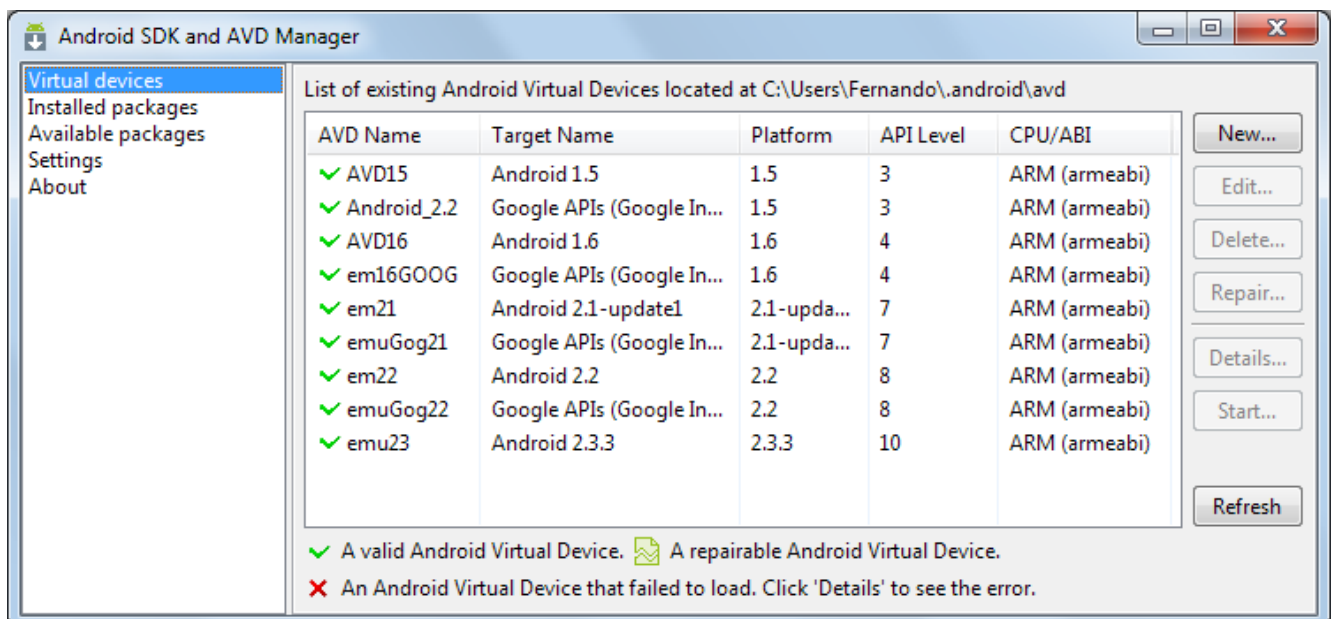 Android SDK and AVD Manager
Virtual devices
Installed packages
Available packages
Settings
About
List of existing Android Virtual Devices located at C:\Users\Fernando\.android\avd
AVD Name Target Name Platform API Level CPU/ABI
AVD15 Android 1.5 1.5 3 ARM (armeabi)
Android_2.2 Google APIs (Google In... 1.5 3 ARM (armeabi)
AVD16 Android 1.6 1.6 4 ARM (armeabi)
em16GOOG Google APIs (Google In... 1.6 4 ARM (armeabi)
em21 Android 2.1-update1 2.1-upda... 7 ARM (armeabi)
emuGog21 Google APIs (Google In... 2.1-upda... 7 ARM (armeabi)
em22 Android 2.2 2.2 8 ARM (armeabi)
emuGog22 Google APIs (Google In... 2.2 8 ARM (armeabi)
emu23 Android 2.3.3 2.3.3 10 ARM (armeabi)
New...
Edit...
Delete...
Repair...
Details...
Start...
Refresh
A valid Android Virtual Device. A repairable Android Virtual Device.
An Android Virtual Device that failed to load. Click 'Details' to see the error.